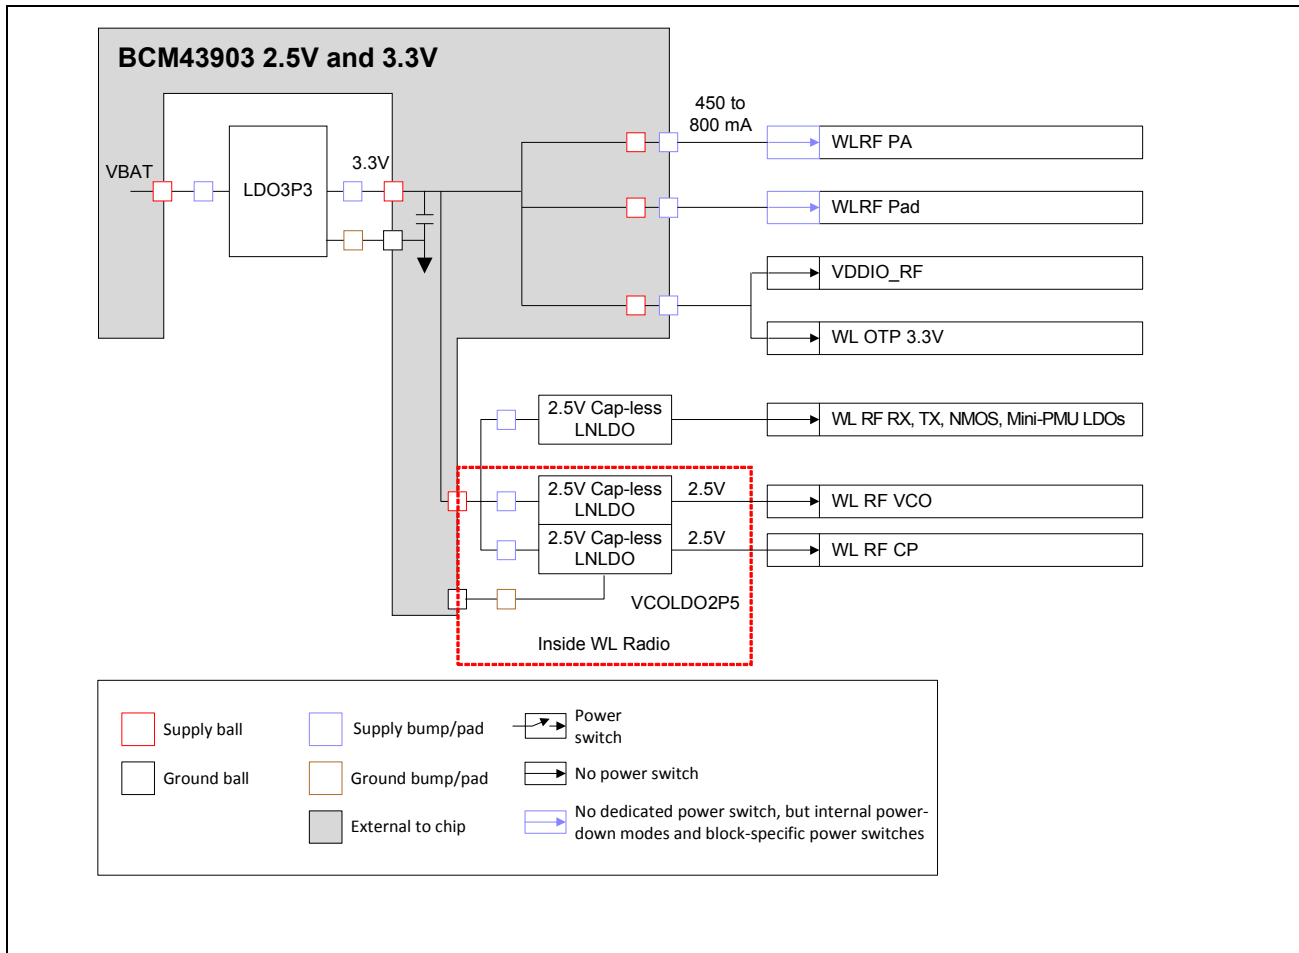 BCM43903 2.5V and 3.3V
450 to
800 mA
WLRF PA
VBAT
3.3V
LDO3P3
WLRF Pad
VDDIO_RF
WL OTP 3.3V
2.5V Cap-less
LNLDO
WL RF RX, TX, NMOS, Mini-PMU LDOs
2.5V Cap-less
LNLDO
2.5V
WL RF VCO
2.5V Cap-less
LNLDO
2.5V
WL RF CP
VCOLDO2P5
Inside WL Radio
Supply ball
Supply bump/pad
Power
switch
Ground ball
Ground bump/pad
No power switch
External to chip
No dedicated power switch, but internal power-
down modes and block-specific power switches